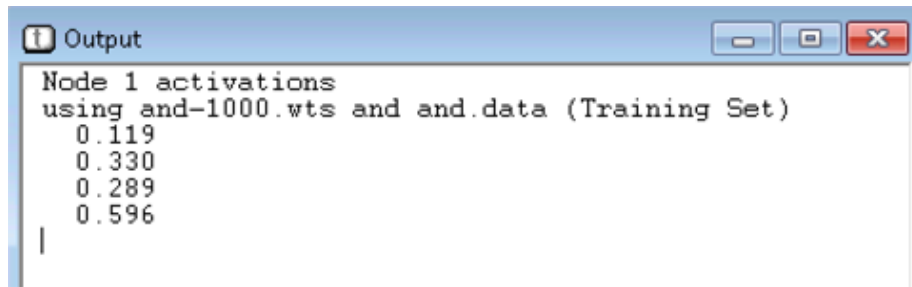 Output
Node 1 activations
using and-1000.wts and and.data (Training Set)
0.119
0.330
0.289
0.596